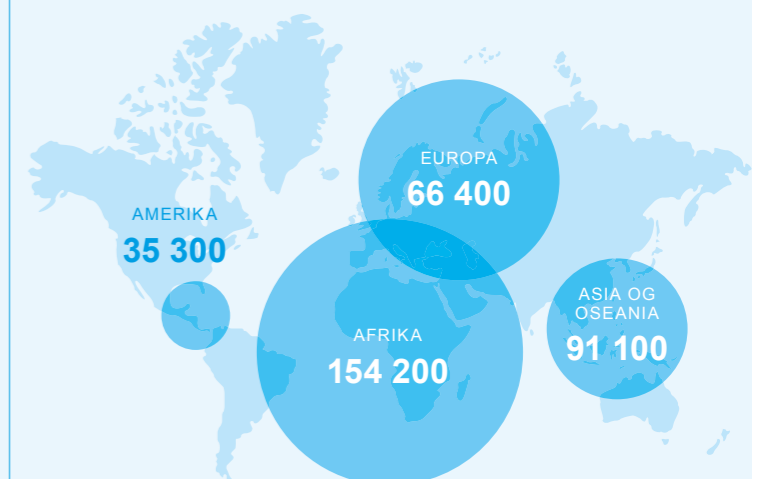 EUROPA
66 400
AMERIKA
35 300
ASIA OG
OSEANIA
91 100
AFRIKA
154 200